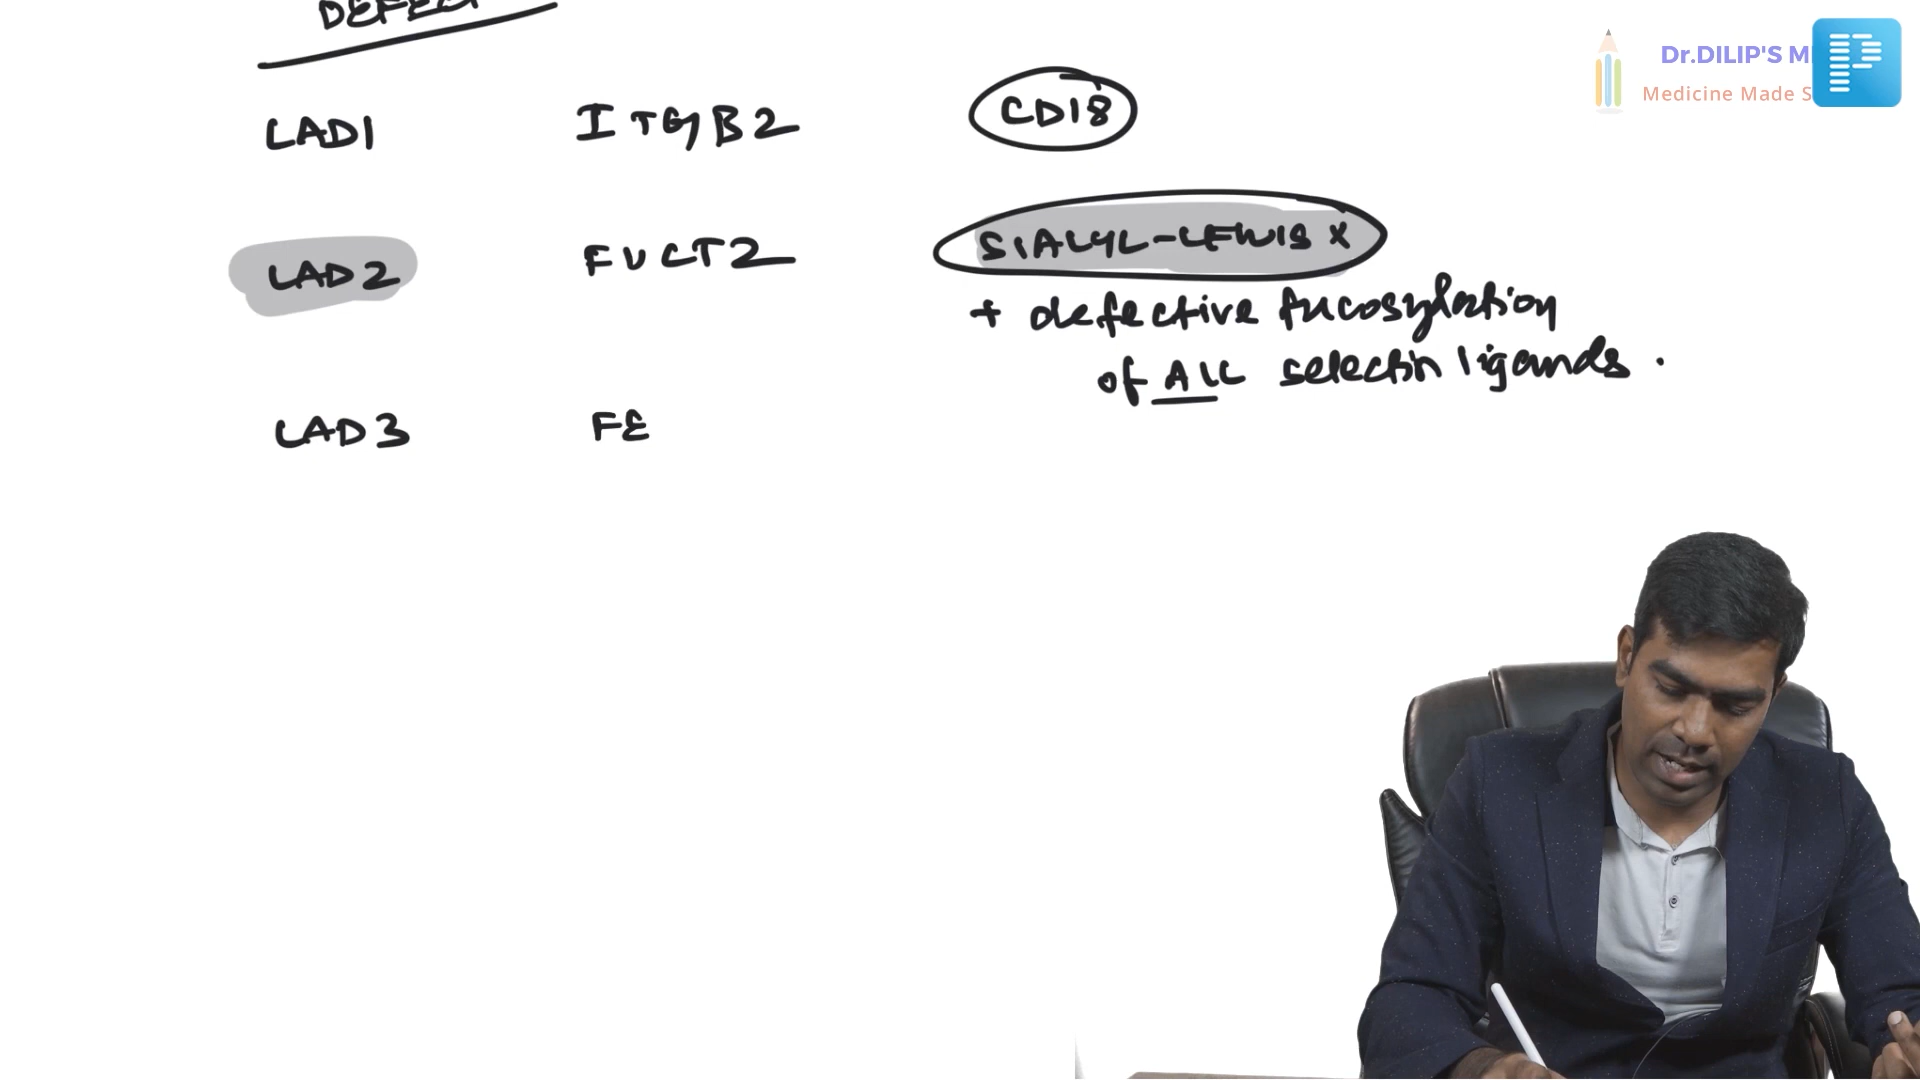 DEFECT
Dr.DILIP'S M
Medicine Made S
LAD1 ITGB2 CD18
LAD2 FUCT2 SIALYL-LEWIS X
+ defective fucosylation
of ALL selectin ligands.
LAD3 FE